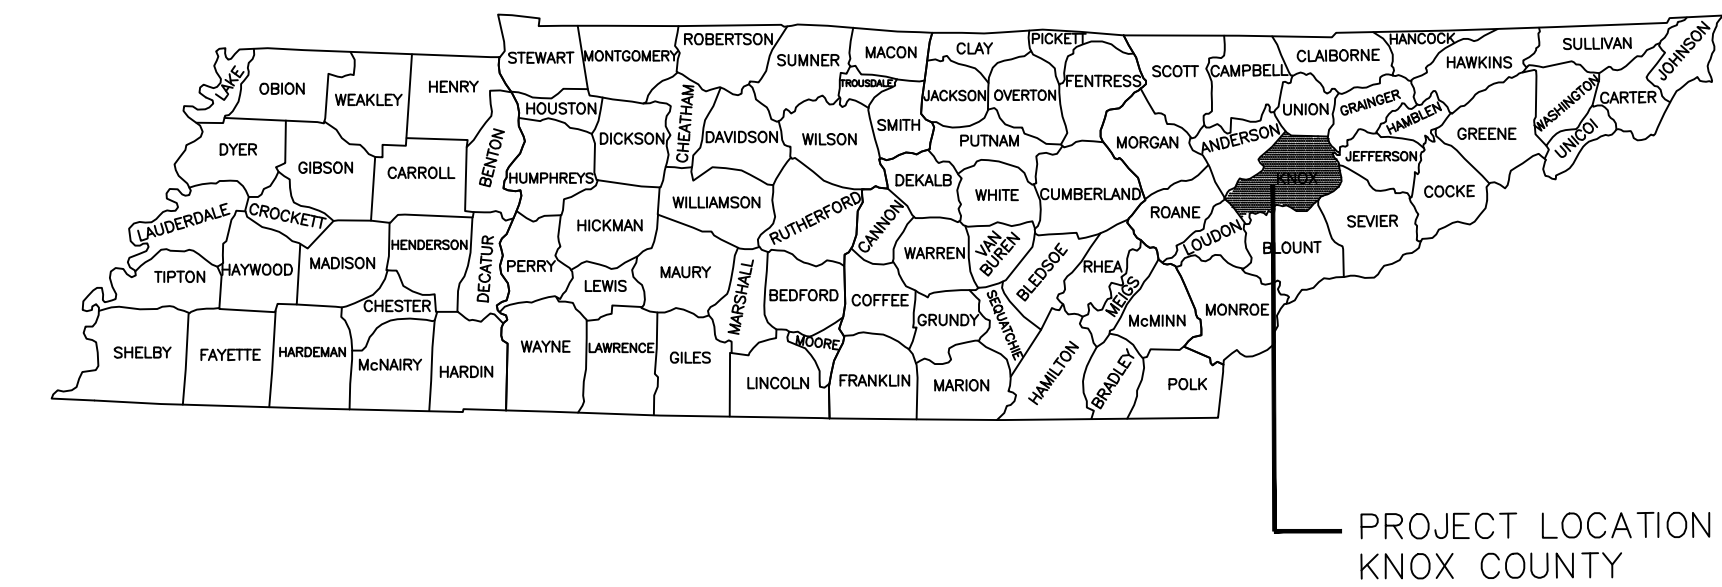 LAKE
OBION
WEAKLEY
HENRY
STEWART
MONTGOMERY
ROBERTSON
SUMNER
MACON
TROUSDALE
CLAY
PICKETT
FENTRESS
SCOTT
CAMPBELL
CLAIBORNE
HANCOCK
HAWKINS
SULLIVAN
JOHNSON
HOUSTON
CHEATHAM
JACKSON
OVERTON
UNION
GRAINGER
HAMBLEN
WASHINGTON
CARTER
UNICOI
GREENE
DYER
GIBSON
CARROLL
BENTON
HUMPHREYS
DICKSON
DAVIDSON
WILSON
SMITH
PUTNAM
MORGAN
ANDERSON
KNOX
JEFFERSON
COCKE
LAUDERDALE
CROCKETT
HENDERSON
DECATUR
HICKMAN
WILLIAMSON
RUTHERFORD
CANNON
DEKALB
WHITE
CUMBERLAND
ROANE
LOUDON
BLOUNT
SEVIER
TIPTON
HAYWOOD
MADISON
CHESTER
PERRY
LEWIS
MAURY
MARSHALL
BEDFORD
COFFEE
WARREN
VAN
BUREN
BLEDSOE
RHEA
MEIGS
McMINN
MONROE
SHELBY
FAYETTE
HARDEMAN
McNAIRY
HARDIN
WAYNE
LAWRENCE
GILES
LINCOLN
MOORE
FRANKLIN
GRUNDY
SEQUATCHIE
MARION
HAMILTON
BRADLEY
POLK
PROJECT LOCATION
KNOX COUNTY